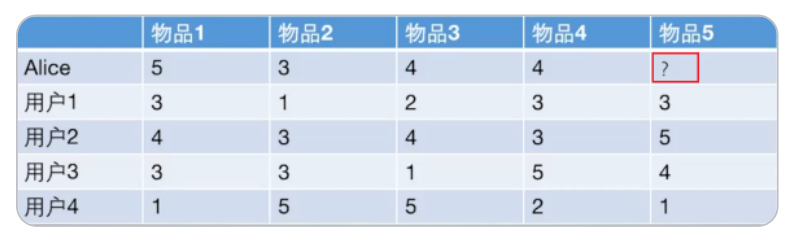 物品1 物品2 物品3 物品4 物品5
Alice 5 3 4 4 ?
用户1 3 1 2 3 3
用户2 4 3 4 3 5
用户3 3 3 1 5 4
用户4 1 5 5 2 1